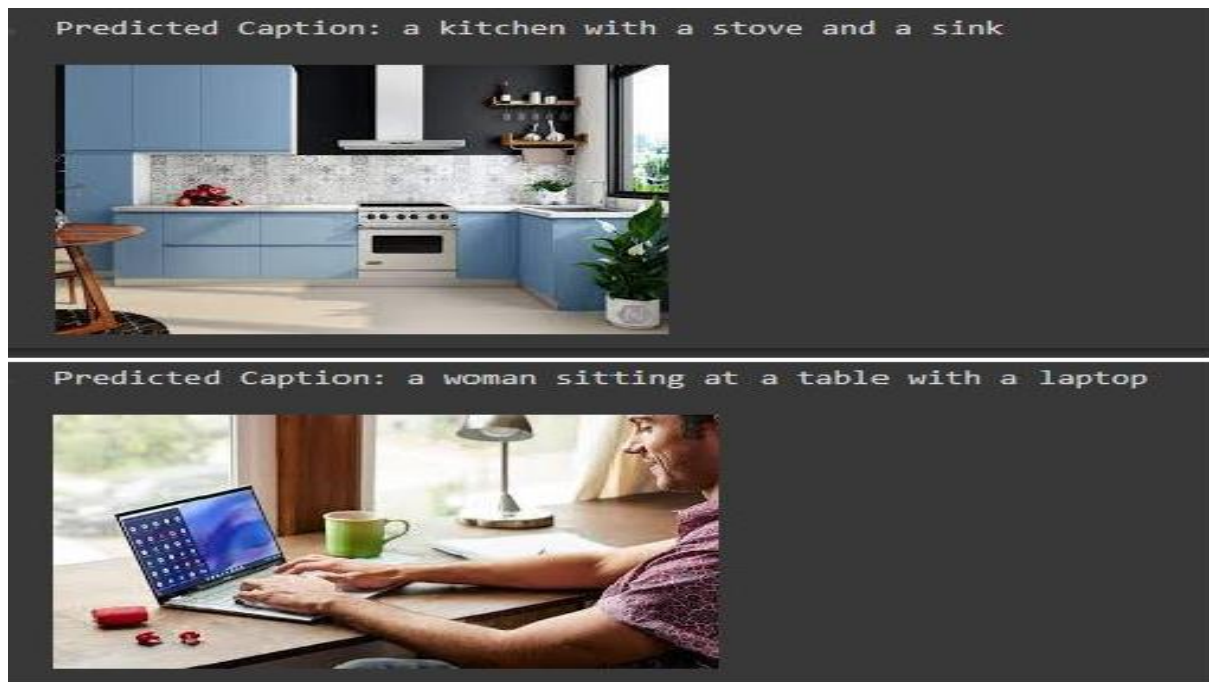 Predicted Caption: a kitchen with a stove and a sink
Predicted Caption: a woman sitting at a table with a laptop